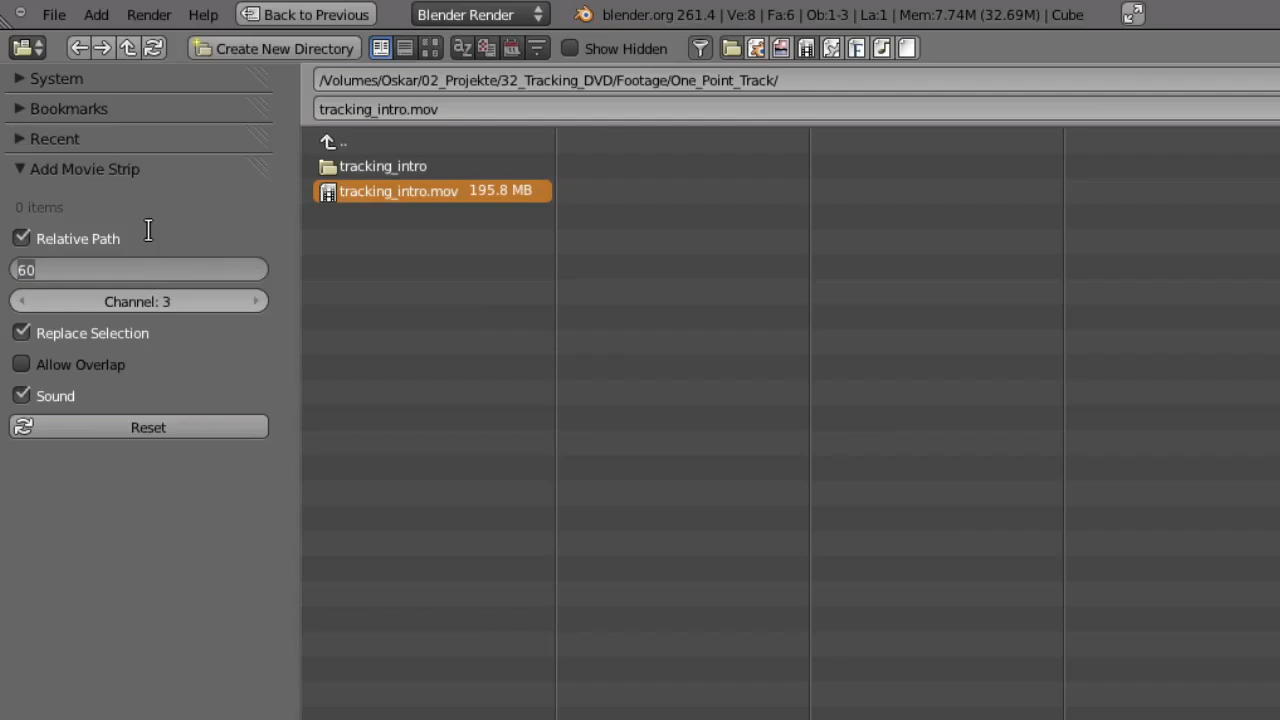 File Add Render Help Back to Previous Blender Render blender.org 261.4 | Ve:8 | Fa:6 | Ob:1-3 | La:1 | Mem:7.74M (32.69M) | Cube
Create New Directory Show Hidden
System
Bookmarks
Recent
Add Movie Strip
0 items
Relative Path
60
Channel: 3
Replace Selection
Allow Overlap
Sound
Reset
/Volumes/Oskar/02_Projekte/32_Tracking_DVD/Footage/One_Point_Track/
tracking_intro.mov
..
tracking_intro
tracking_intro.mov 195.8 MB